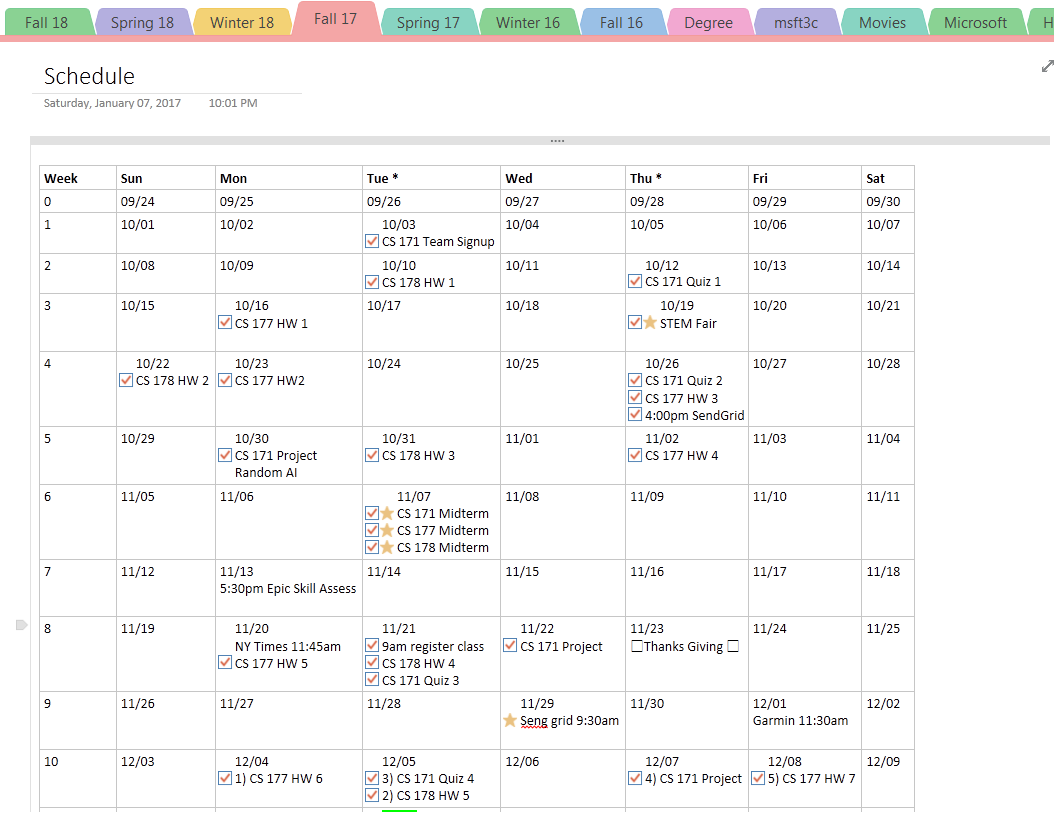 Fall 18 Spring 18 Winter 18 Fall 17 Spring 17 Winter 16 Fall 16 Degree msft3c Movies Microsoft H
Schedule
Saturday, January 07, 2017 10:01 PM
Week Sun Mon Tue * Wed Thu * Fri Sat
0 09/24 09/25 09/26 09/27 09/28 09/29 09/30
1 10/01 10/02 10/03 10/04 10/05 10/06 10/07
CS 171 Team Signup
2 10/08 10/09 10/10 10/11 10/12 10/13 10/14
CS 178 HW 1 CS 171 Quiz 1
3 10/15 10/16 10/17 10/18 10/19 10/20 10/21
CS 177 HW 1 STEM Fair
4 10/22 10/23 10/24 10/25 10/26 10/27 10/28
CS 178 HW 2 CS 177 HW2 CS 171 Quiz 2
CS 177 HW 3
4:00pm SendGrid
5 10/29 10/30 10/31 11/01 11/02 11/03 11/04
CS 171 Project CS 178 HW 3 CS 177 HW 4
Random AI
6 11/05 11/06 11/07 11/08 11/09 11/10 11/11
CS 171 Midterm
CS 177 Midterm
CS 178 Midterm
7 11/12 11/13 11/14 11/15 11/16 11/17 11/18
5:30pm Epic Skill Assess
8 11/19 11/20 11/21 11/22 11/23 11/24 11/25
NY Times 11:45am 9am register class CS 171 Project Thanks Giving
CS 177 HW 5 CS 178 HW 4
CS 171 Quiz 3
9 11/26 11/27 11/28 11/29 11/30 12/01 12/02
Seng grid 9:30am Garmin 11:30am
10 12/03 12/04 12/05 12/06 12/07 12/08 12/09
1) CS 177 HW 6 3) CS 171 Quiz 4 4) CS 171 Project 5) CS 177 HW 7
2) CS 178 HW 5